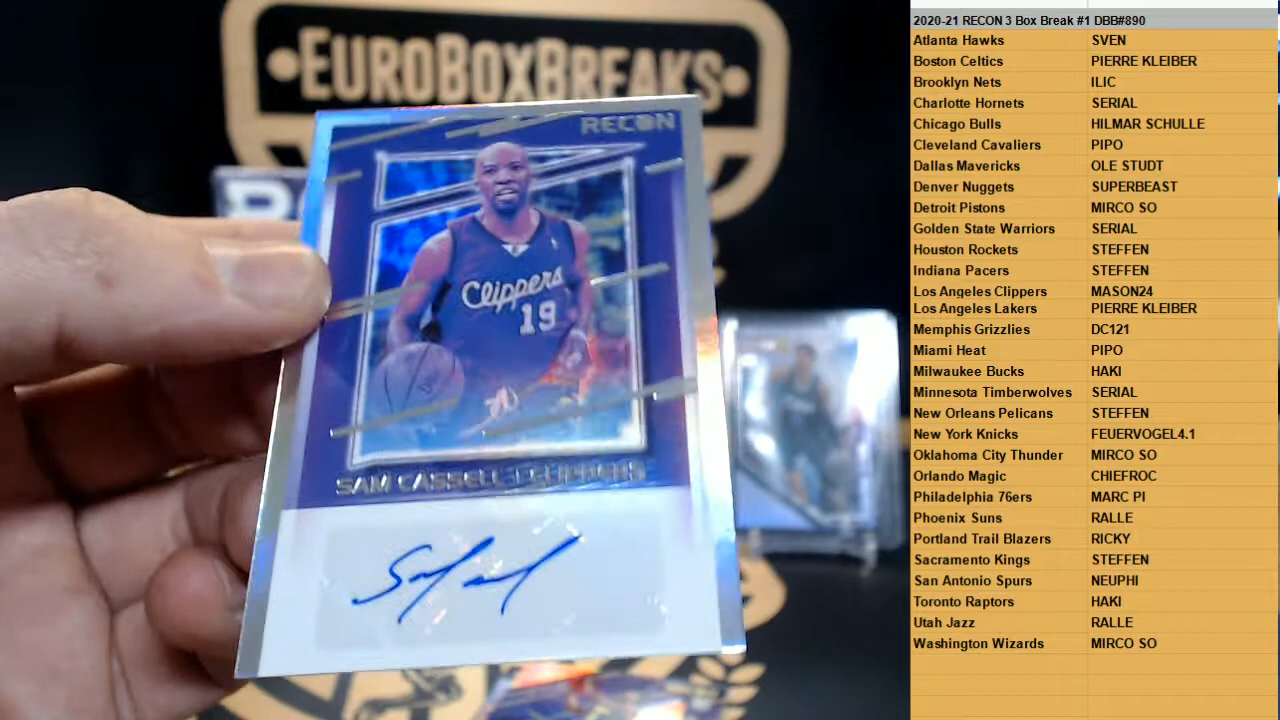 EUROBOXBREAKS
RECON
Clippers
19
SAM CASSELL
2020-21 RECON 3 Box Break #1 DBB#890
Atlanta Hawks SVEN
Boston Celtics PIERRE KLEIBER
Brooklyn Nets ILIC
Charlotte Hornets SERIAL
Chicago Bulls HILMAR SCHULLE
Cleveland Cavaliers PIPO
Dallas Mavericks OLE STUDT
Denver Nuggets SUPERBEAST
Detroit Pistons MIRCO SO
Golden State Warriors SERIAL
Houston Rockets STEFFEN
Indiana Pacers STEFFEN
Los Angeles Clippers MASON24
Los Angeles Lakers PIERRE KLEIBER
Memphis Grizzlies DC121
Miami Heat PIPO
Milwaukee Bucks HAKI
Minnesota Timberwolves SERIAL
New Orleans Pelicans STEFFEN
New York Knicks FEUERVOGEL4.1
Oklahoma City Thunder MIRCO SO
Orlando Magic CHIEFROC
Philadelphia 76ers MARC PI
Phoenix Suns RALLE
Portland Trail Blazers RICKY
Sacramento Kings STEFFEN
San Antonio Spurs NEUPHI
Toronto Raptors HAKI
Utah Jazz RALLE
Washington Wizards MIRCO SO